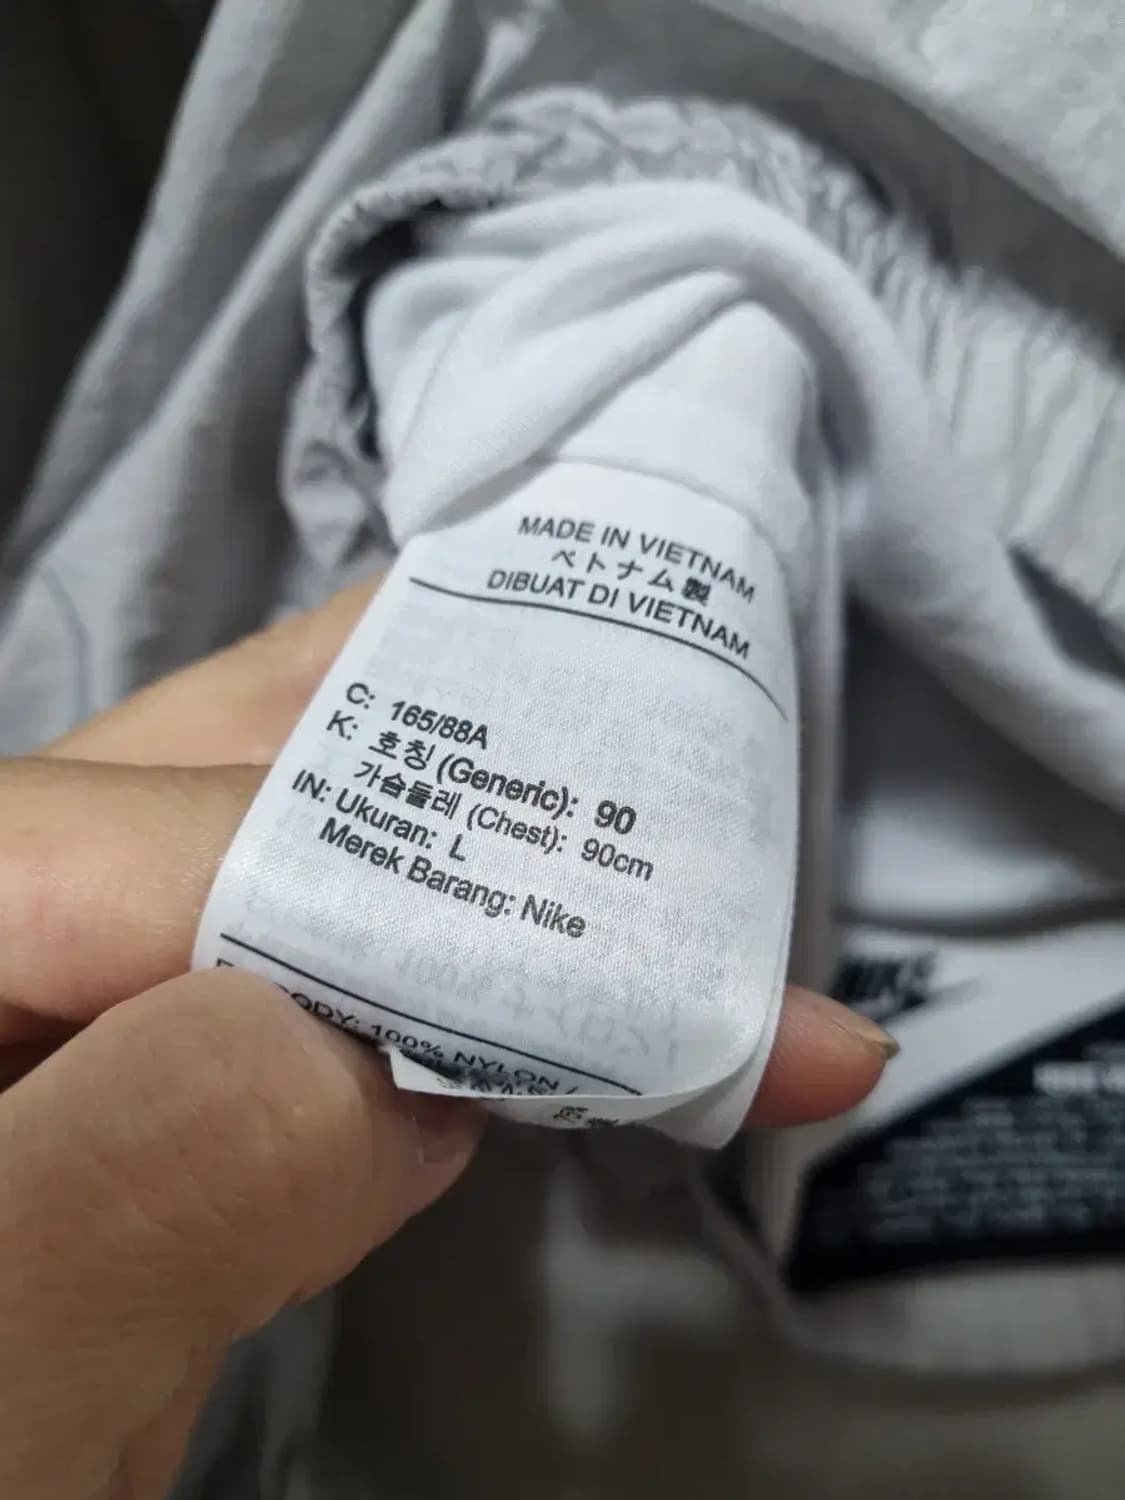 MADE IN VIETNAM
ベトナム製
DIBUAT DI VIETNAM
C: 165/88A
K: 호칭 (Generic): 90
가슴둘레 (Chest): 90cm
IN: Ukuran: L
Merek Barang: Nike
BODY: 100% NYLON /
NIKE